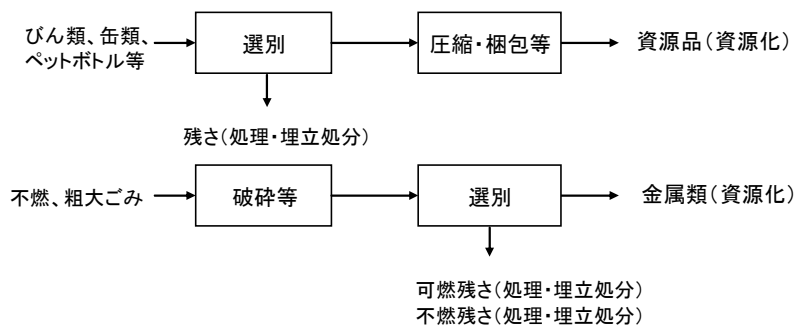 びん類、缶類、
ペットボトル等
選別
圧縮・梱包等
資源品(資源化)
残さ(処理・埋立処分)
不燃、粗大ごみ
破砕等
選別
金属類(資源化)
可燃残さ(処理・埋立処分)
不燃残さ(処理・埋立処分)